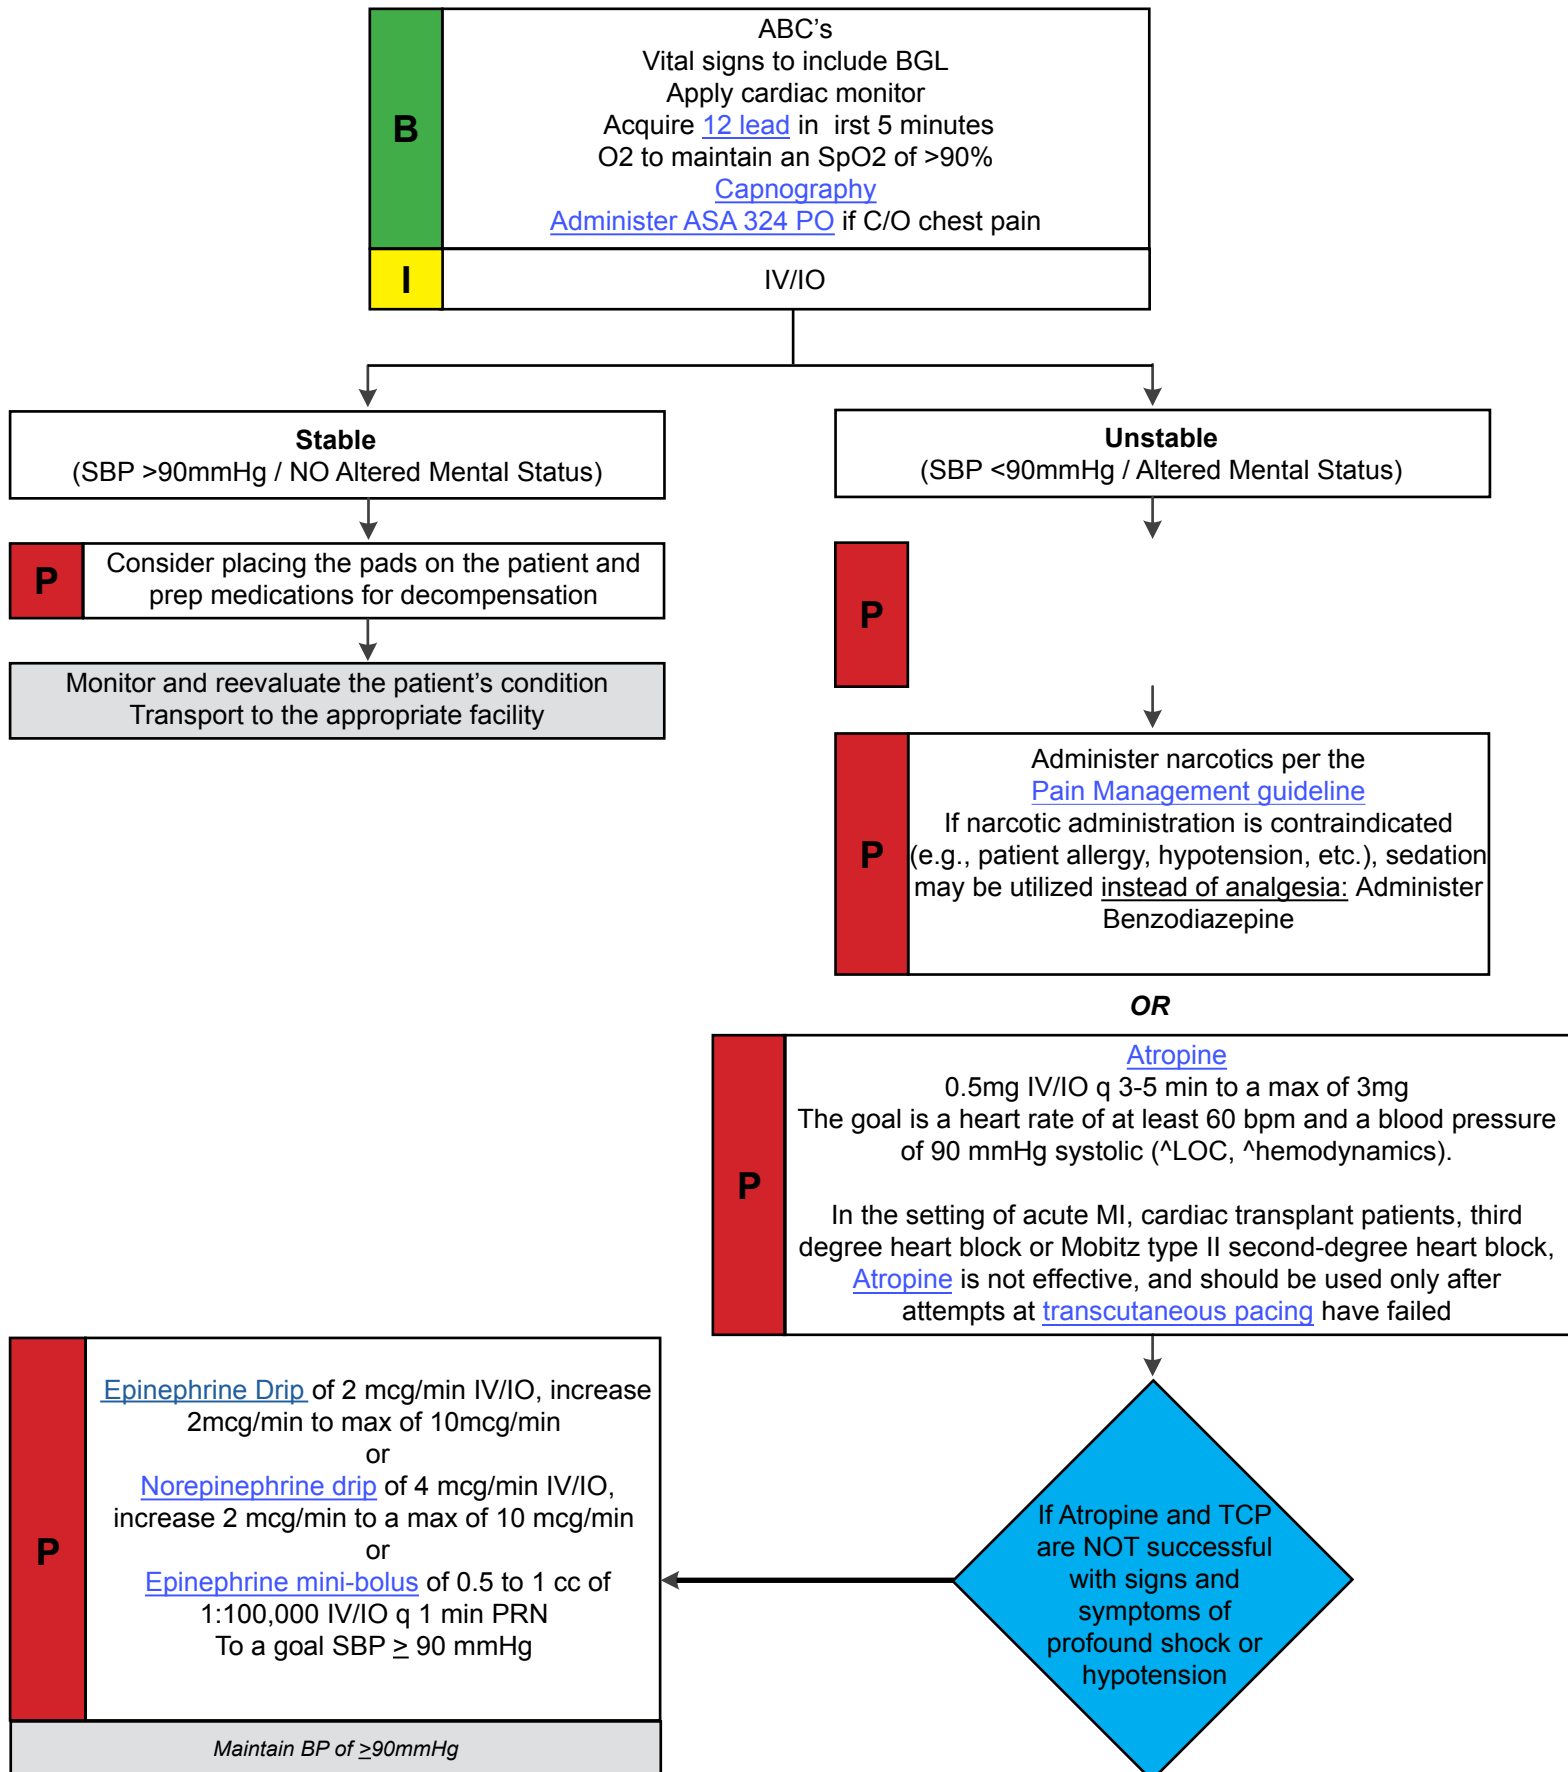 B
ABC’s
Vital signs to include BGL
Apply cardiac monitor
Acquire 12 lead in  irst 5 minutes
O2 to maintain an SpO2 of >90%
Capnography
Administer ASA 324 PO if C/O chest pain
I
IV/IO
Stable
(SBP >90mmHg / NO Altered Mental Status)
P
Consider placing the pads on the patient and
prep medications for decompensation
Monitor and reevaluate the patient’s condition
Transport to the appropriate facility
Unstable
(SBP <90mmHg / Altered Mental Status)
P
P
Administer narcotics per the
Pain Management guideline
If narcotic administration is contraindicated
(e.g., patient allergy, hypotension, etc.), sedation
may be utilized instead of analgesia: Administer
Benzodiazepine
OR
P
Atropine
0.5mg IV/IO q 3-5 min to a max of 3mg
The goal is a heart rate of at least 60 bpm and a blood pressure
of 90 mmHg systolic (^LOC, ^hemodynamics).
In the setting of acute MI, cardiac transplant patients, third
degree heart block or Mobitz type II second-degree heart block,
Atropine is not effective, and should be used only after
attempts at transcutaneous pacing have failed
If Atropine and TCP
are NOT successful
with signs and
symptoms of
profound shock or
hypotension
P
Epinephrine Drip of 2 mcg/min IV/IO, increase
2mcg/min to max of 10mcg/min
or
Norepinephrine drip of 4 mcg/min IV/IO,
increase 2 mcg/min to a max of 10 mcg/min
or
Epinephrine mini-bolus of 0.5 to 1 cc of
1:100,000 IV/IO q 1 min PRN
To a goal SBP ≥ 90 mmHg
Maintain BP of ≥90mmHg